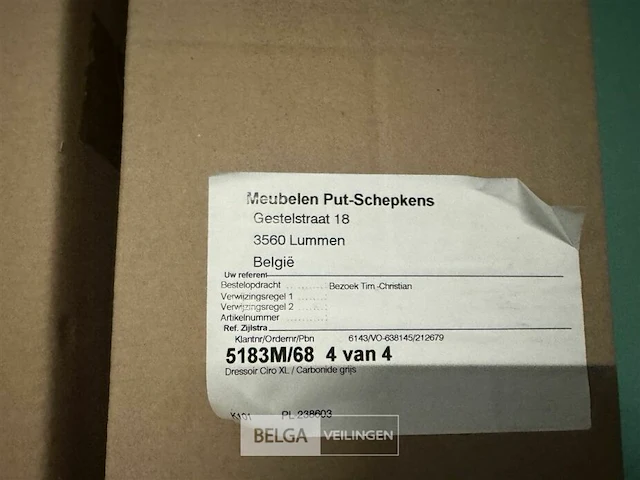 Meubelen Put-Schepkens
Gestelstraat 18
3560 Lummen
België
Uw referent
Bestelopdracht ............. Bezoek Tim.-Christian
Verwijzingsregel 1 .............
Verwijzingsregel 2 .............
Artikelnummer .............
Ref. Zijlstra
Klantnr/Ordernr/Pbn 6143/VO-638145/212679
5183M/68 4 van 4
Dressoir Ciro XL / Carbonide grijs
K101 PL-238603
BELGA VEILINGEN